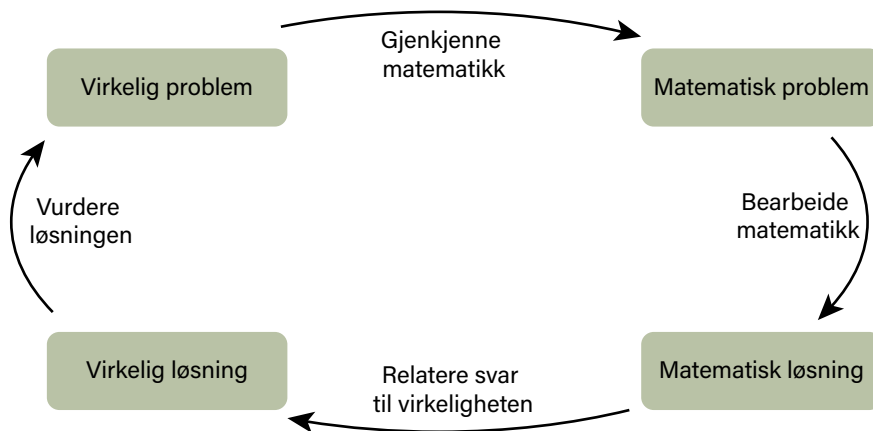 Gjenkjenne
matematikk
Virkelig problem
Matematisk problem
Vurdere
løsningen
Bearbeide
matematikk
Virkelig løsning
Relatere svar
til virkeligheten
Matematisk løsning